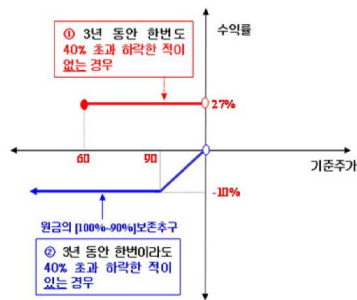 ① 3년 동안 한번도
40% 초과 하락한 적이
없는 경우
수익률
27%
60
90
기준주가
-10%
원금의 [100%~90%]보존추구
② 3년 동안 한번이라도
40% 초과 하락한 적이
있는 경우